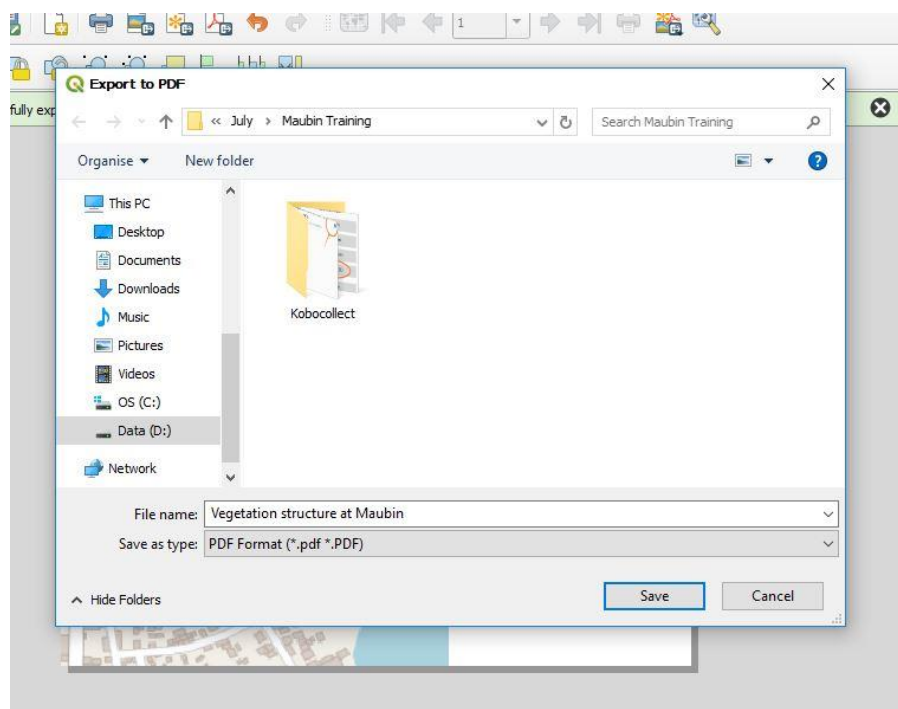 1
Export to PDF
fully exp
« July > Maubin Training
Search Maubin Training
Organise
New folder
This PC
Desktop
Documents
Downloads
Music
Pictures
Videos
OS (C:)
Data (D:)
Network
Kobocollect
File name: Vegetation structure at Maubin
Save as type: PDF Format (*.pdf *.PDF)
Hide Folders
Save
Cancel